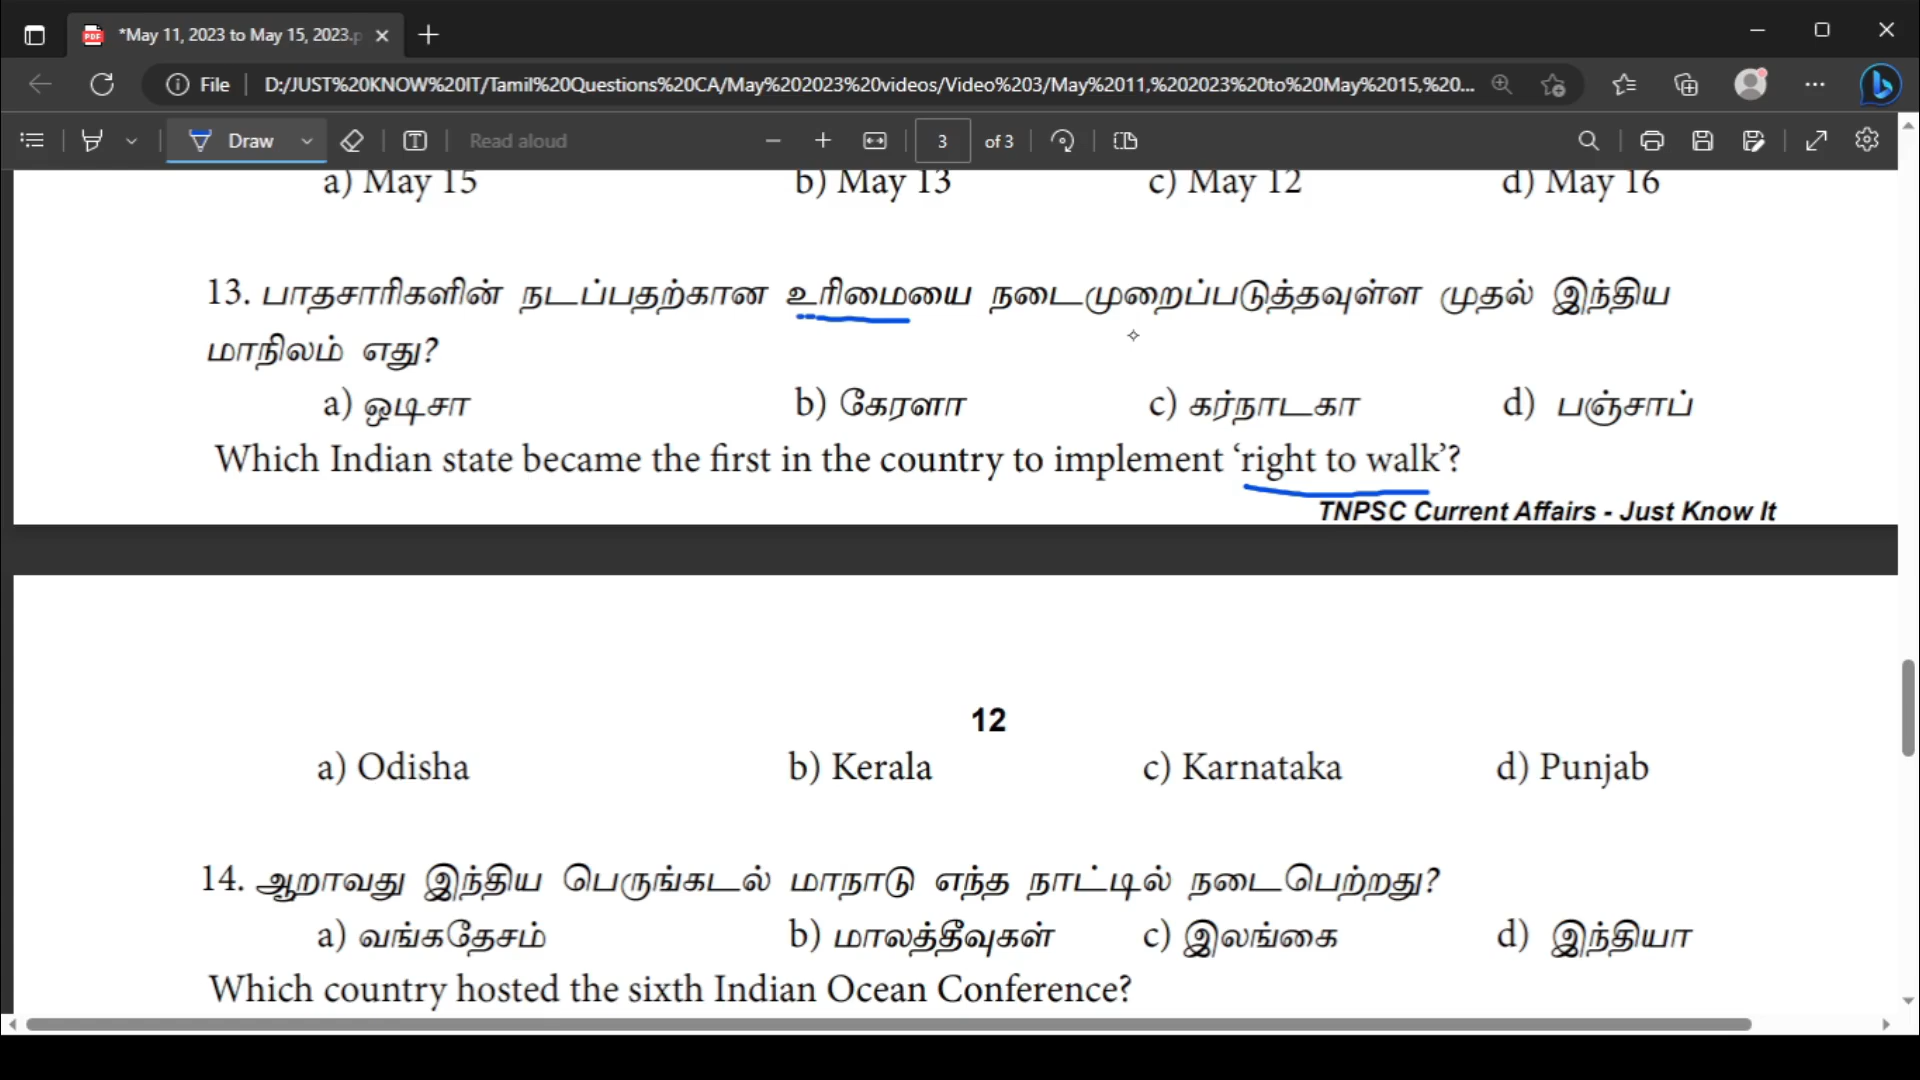 *May 11, 2023 to May 15, 2023.p
File D:/JUST%20KNOW%20IT/Tamil%20Questions%20CA/May%202023%20videos/Video%203/May%2011,%202023%20to%20May%2015,%20...
Draw Read aloud 3 of 3
a) May 15 b) May 13 c) May 12 d) May 16
13. பாதசாரிகளின் நடப்பதற்கான உரிமையை நடைமுறைப்படுத்தவுள்ள முதல் இந்திய
மாநிலம் எது?
a) ஒடிசா b) கேரளா c) கர்நாடகா d) பஞ்சாப்
Which Indian state became the first in the country to implement ‘right to walk’?
TNPSC Current Affairs - Just Know It
12
a) Odisha b) Kerala c) Karnataka d) Punjab
14. ஆறாவது இந்திய பெருங்கடல் மாநாடு எந்த நாட்டில் நடைபெற்றது?
a) வங்கதேசம் b) மாலத்தீவுகள் c) இலங்கை d) இந்தியா
Which country hosted the sixth Indian Ocean Conference?